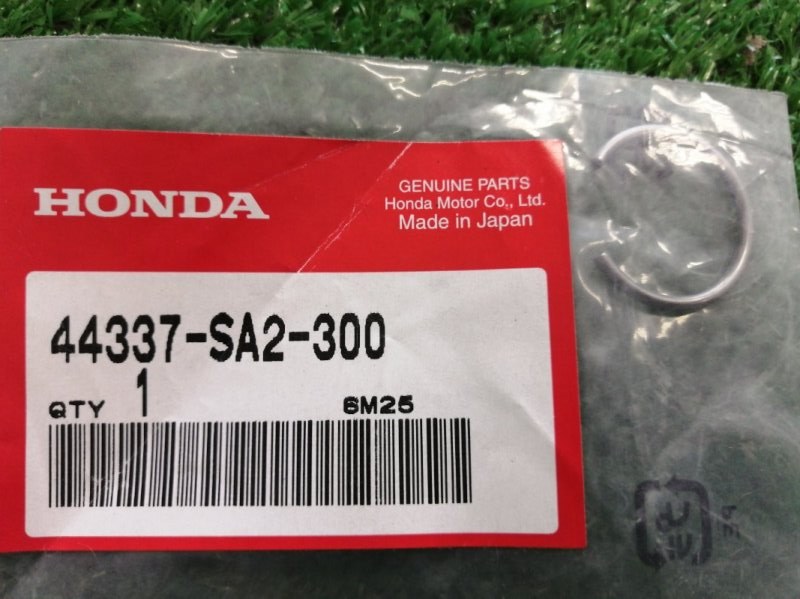 HONDA
GENUINE PARTS
Honda Motor Co., Ltd.
Made in Japan
44337-SA2-300
QTY 1 6M25